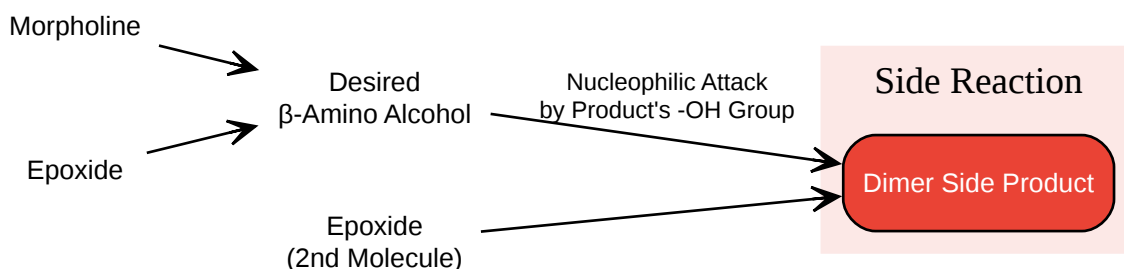 Morpholine
Epoxide
Desired
β-Amino Alcohol
Nucleophilic Attack
by Product's -OH Group
Epoxide
(2nd Molecule)
Side Reaction
Dimer Side Product